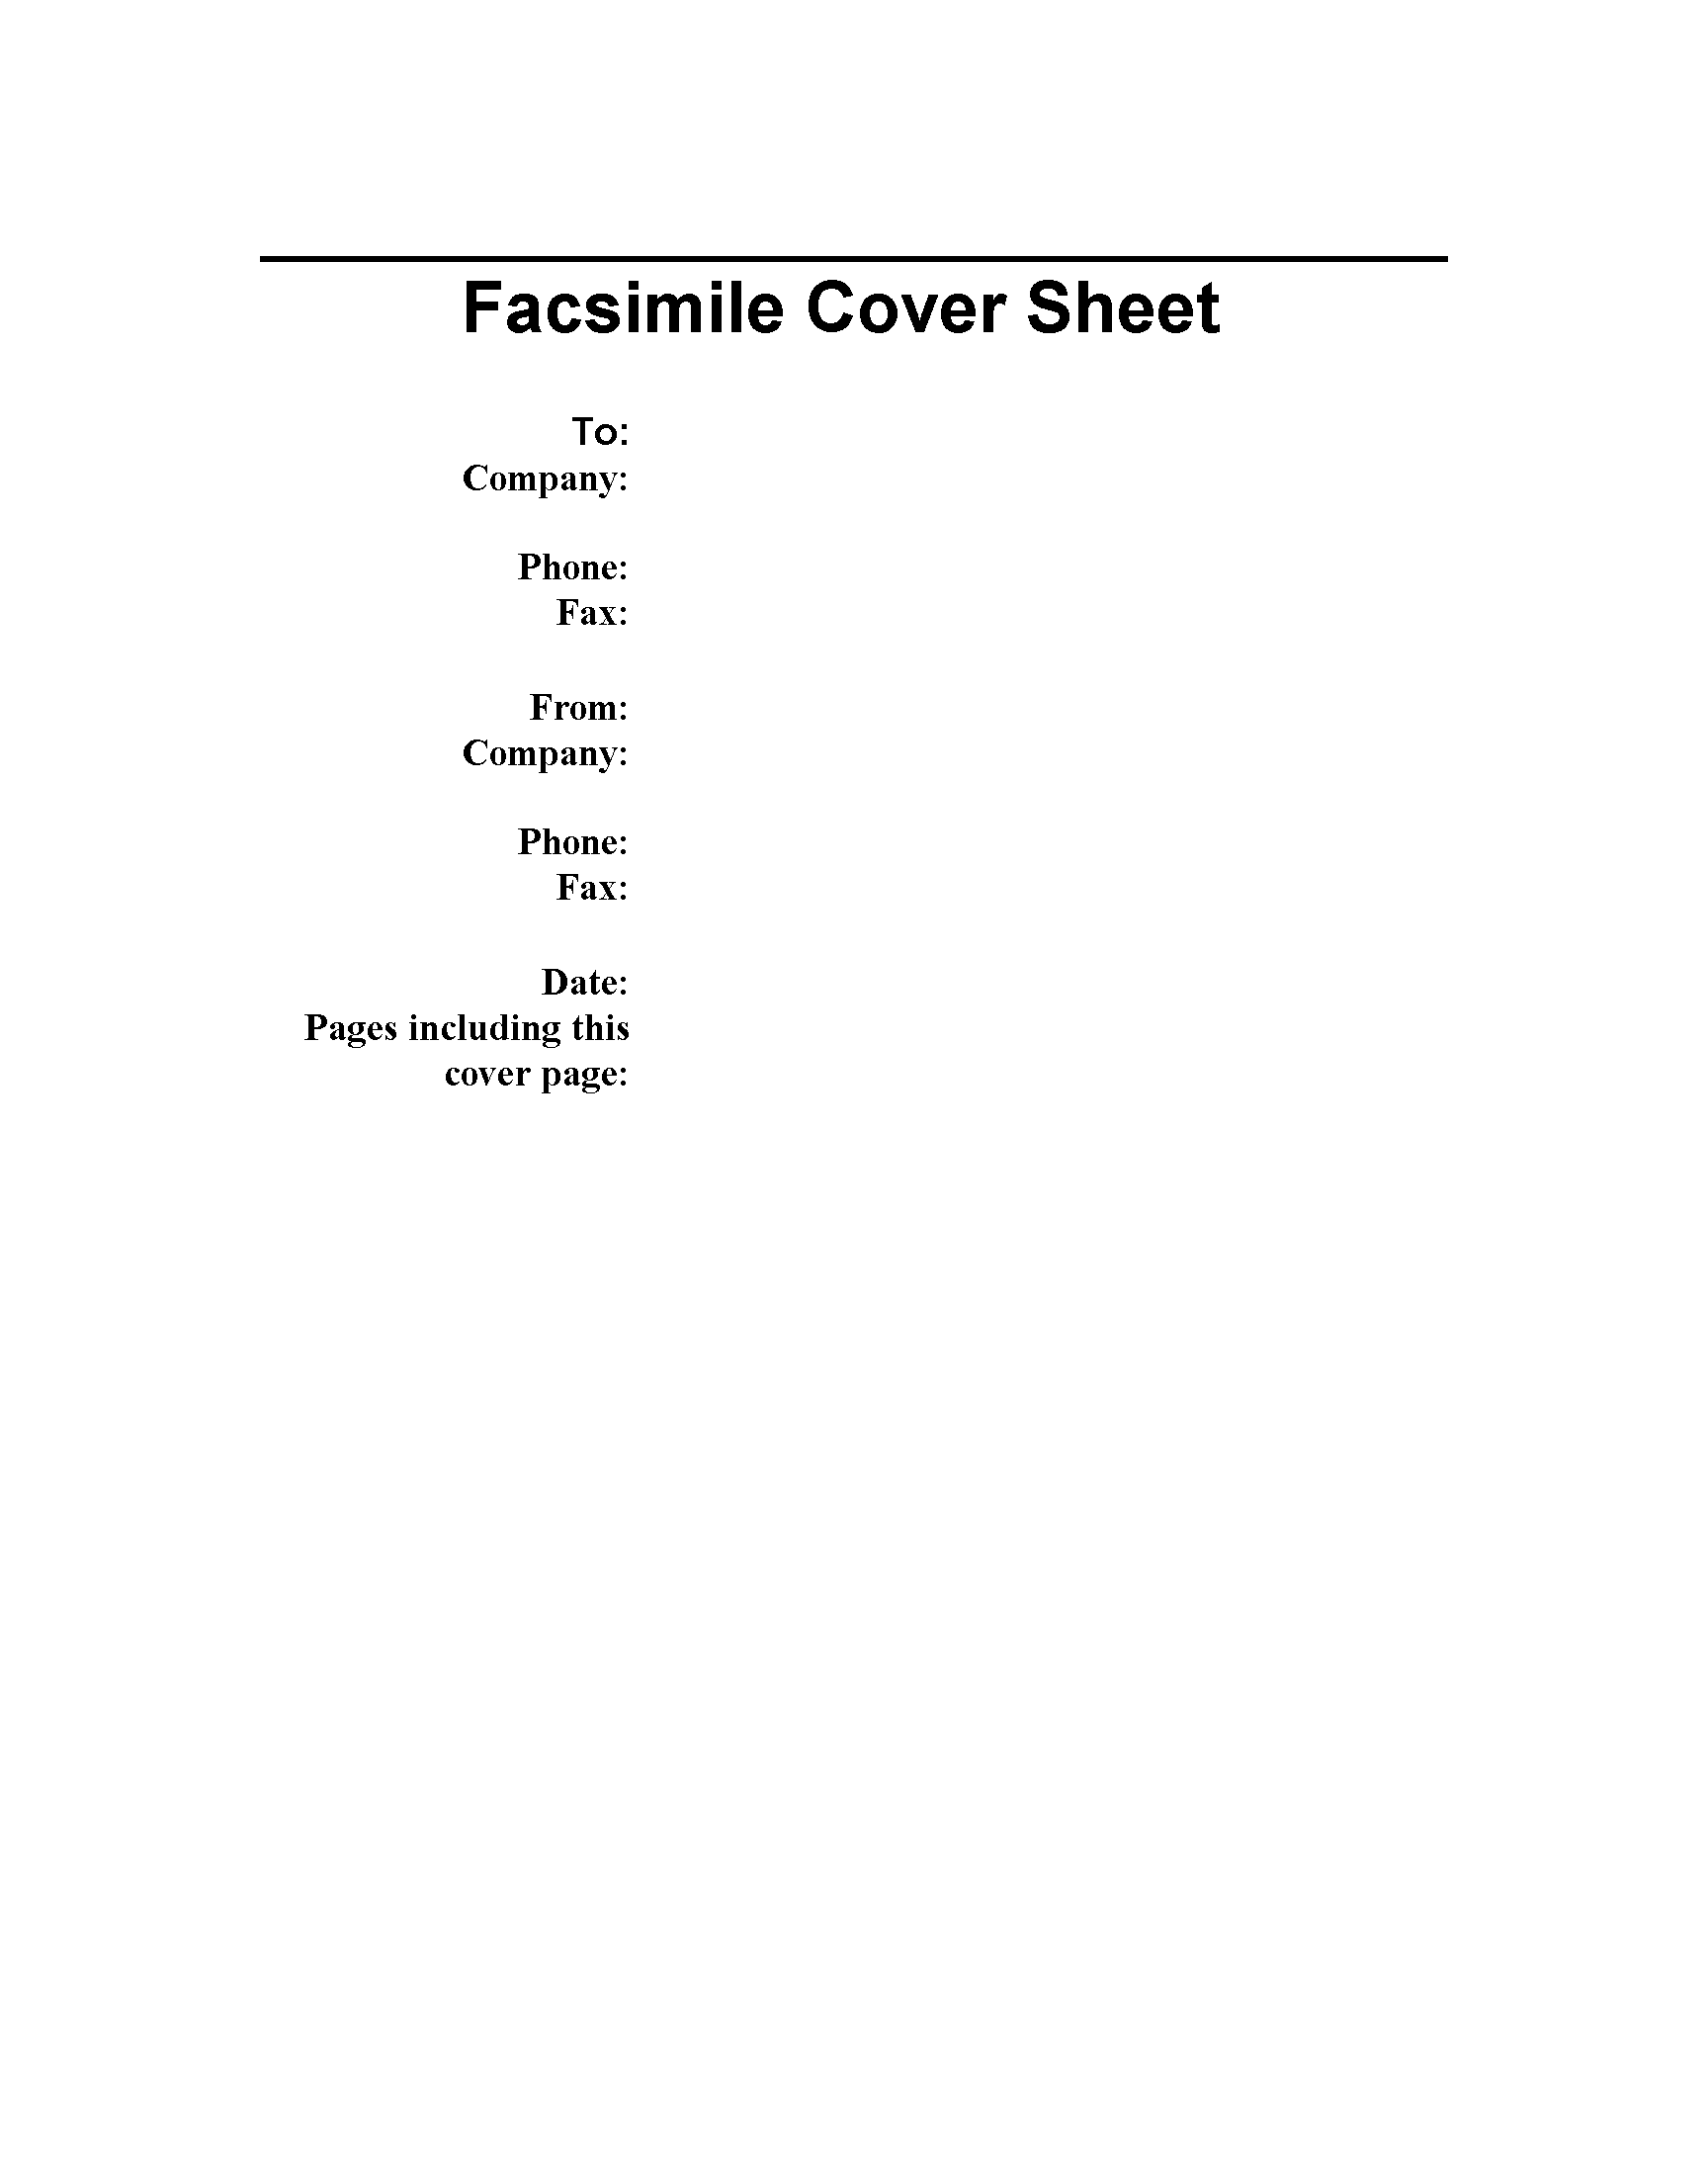 Facsimile Cover Sheet
To:
Company:
Phone:
Fax:
From:
Company:
Phone:
Fax:
Date:
Pages including this
cover page: